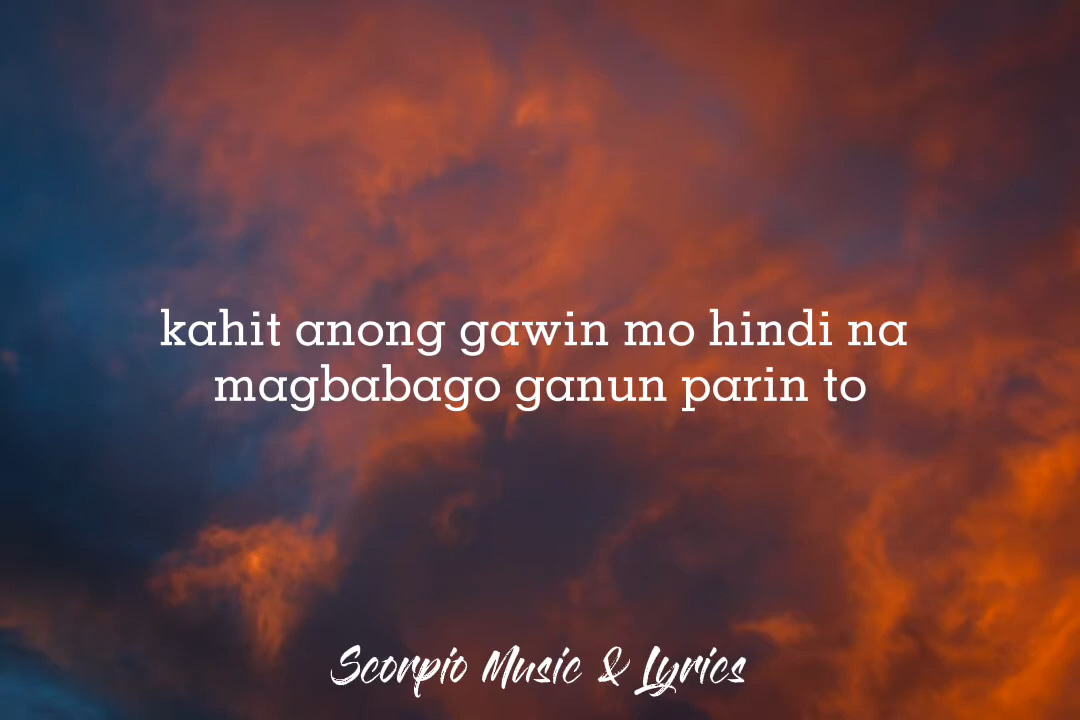 kahit anong gawin mo hindi na
magbabago ganun parin to
Scorpio Music & Lyrics